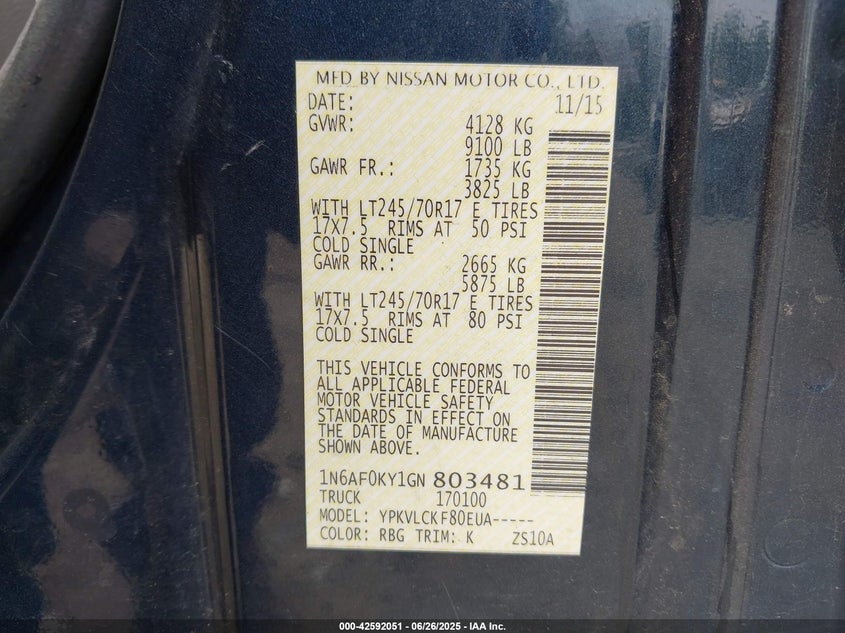 MFD BY NISSAN MOTOR CO., LTD.
DATE: 11/15
GVWR: 4128 KG
9100 LB
GAWR FR.: 1735 KG
3825 LB
WITH LT245/70R17 E TIRES
17X7.5 RIMS AT 50 PSI
COLD SINGLE
GAWR RR.: 2665 KG
5875 LB
WITH LT245/70R17 E TIRES
17X7.5 RIMS AT 80 PSI
COLD SINGLE
THIS VEHICLE CONFORMS TO
ALL APPLICABLE FEDERAL
MOTOR VEHICLE SAFETY
STANDARDS IN EFFECT ON
THE DATE OF MANUFACTURE
SHOWN ABOVE.
1N6AF0KY1GN 803481
TRUCK 170100
MODEL: YPKVLCKF80EUA-----
COLOR: RBG TRIM: K ZS10A
000-42592051 - 06/26/2025 - IAA Inc.